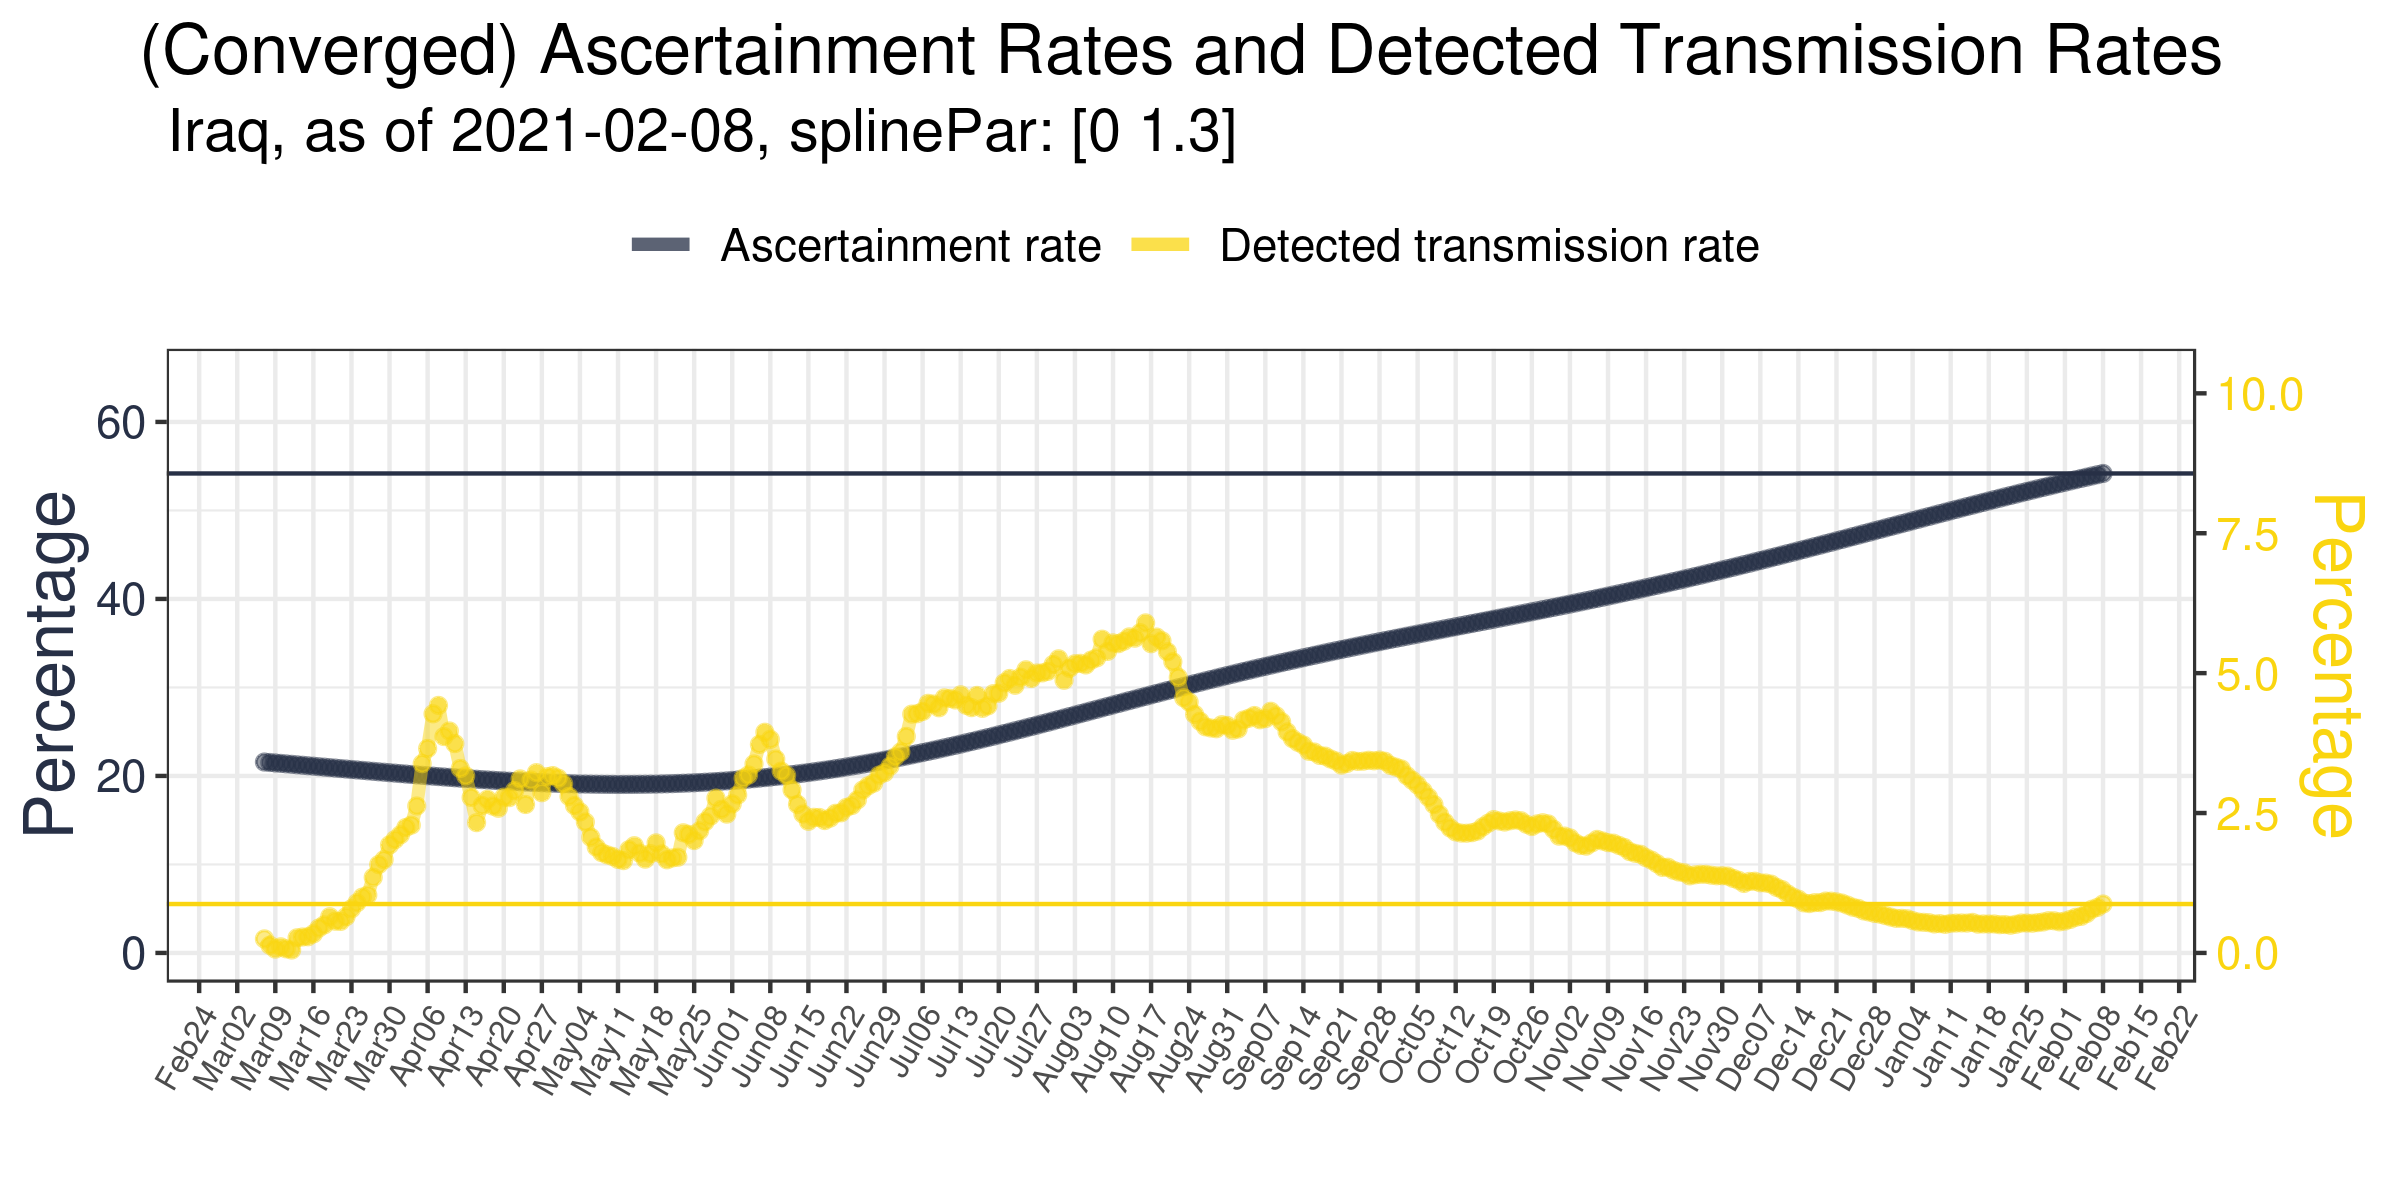 (Converged) Ascertainment Rates and Detected Transmission Rates
Iraq, as of 2021-02-08, splinePar: [0 1.3]
Ascertainment rate
Detected transmission rate
Percentage
60
40
20
0
10.0
7.5
5.0
2.5
0.0
Percentage
Feb24
Mar02
Mar09
Mar16
Mar23
Mar30
Apr06
Apr13
Apr20
Apr27
May04
May11
May18
May25
Jun01
Jun08
Jun15
Jun22
Jun29
Jul06
Jul13
Jul20
Jul27
Aug03
Aug10
Aug17
Aug24
Aug31
Sep07
Sep14
Sep21
Sep28
Oct05
Oct12
Oct19
Oct26
Nov02
Nov09
Nov16
Nov23
Nov30
Dec07
Dec14
Dec21
Dec28
Jan04
Jan11
Jan18
Jan25
Feb01
Feb08
Feb15
Feb22